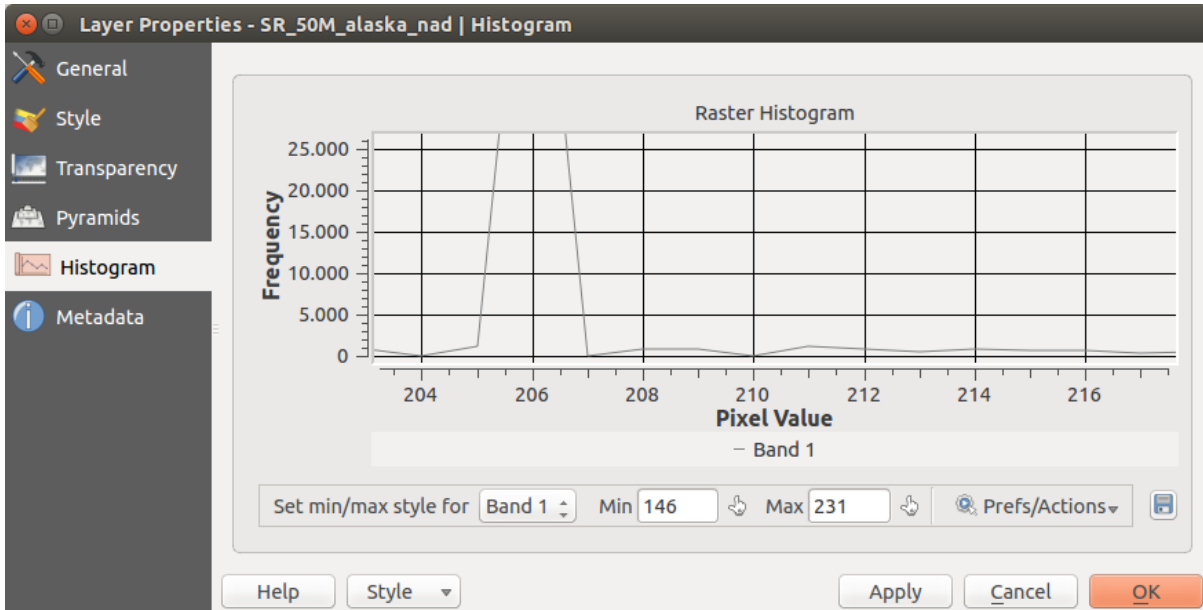 Layer Properties - SR_50M_alaska_nad | Histogram
General
Style
Transparency
Pyramids
Histogram
Metadata
Raster Histogram
Frequency
25.000
20.000
15.000
10.000
5.000
0
204 206 208 210 212 214 216
Pixel Value
Band 1
Set min/max style for Band 1 Min 146 Max 231 Prefs/Actions
Help Style Apply Cancel OK